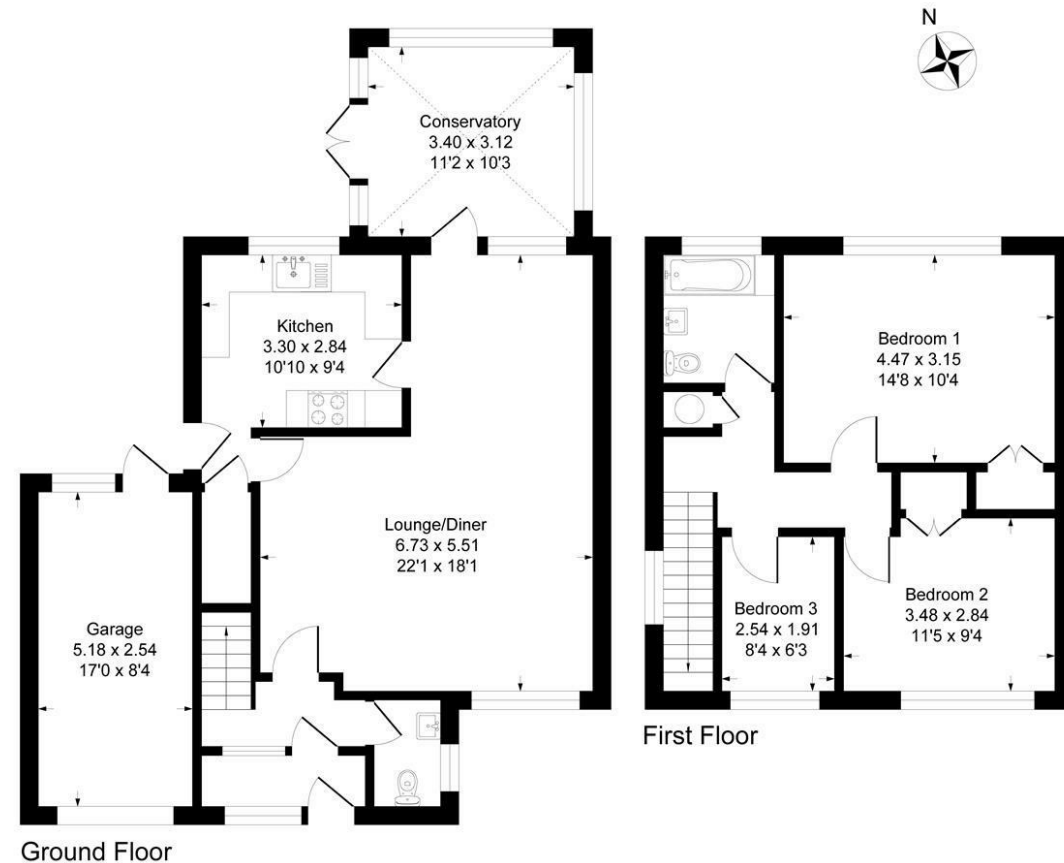 N
Conservatory
3.40 x 3.12
11'2 x 10'3
Kitchen
3.30 x 2.84
10'10 x 9'4
Bedroom 1
4.47 x 3.15
14'8 x 10'4
Lounge/Diner
6.73 x 5.51
22'1 x 18'1
Garage
5.18 x 2.54
17'0 x 8'4
Bedroom 3
2.54 x 1.91
8'4 x 6'3
Bedroom 2
3.48 x 2.84
11'5 x 9'4
First Floor
Ground Floor